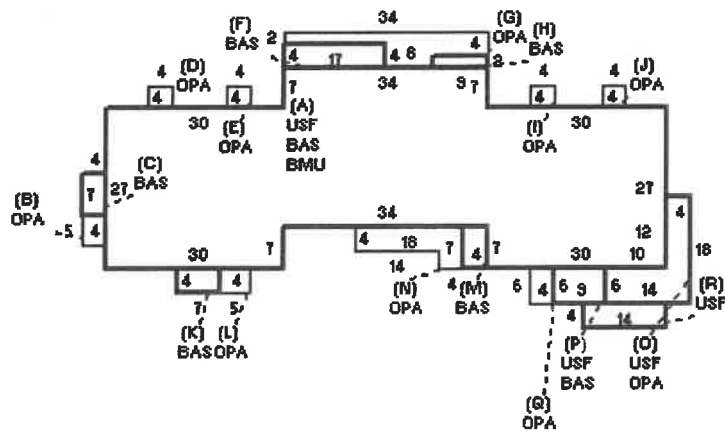 34
(F)
BAS
2
4
(G)
OPA
(H)
BAS
4
17
4
6
2
34
9
4
(D)
OPA
4
4
4
7
7
4
4
(J)
OPA
4
4
30
(E)
OPA
(A)
USF
BAS
BMU
(I)
OPA
30
4
(C)
BAS
7
27
(B)
OPA
5
4
27
4
12
18
34
30
7
4
18
7
4
7
30
10
14
4
4
(N)
OPA
4
(M)
BAS
6
4
6
9
6
14
(R)
USF
7
5
(K)
BAS
(L)
OPA
4
14
(P)
USF
BAS
(O)
USF
OPA
(Q)
OPA